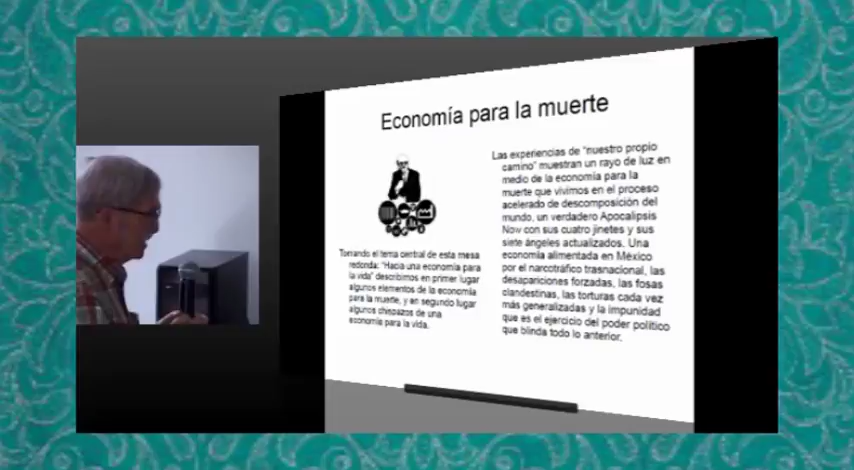 Economía para la muerte
Tomando el tema central de esta mesa
redonda: "Hacia una economía para
la vida" describimos en primer lugar
algunos elementos de la economía
para la muerte, y en segundo lugar
algunos chispazos de una
economía para la vida.
Las experiencias de "nuestro propio
camino" muestran un rayo de luz en
medio de la economía para la
muerte que vivimos en el proceso
acelerado de descomposición del
mundo, un verdadero Apocalipsis
Now con sus cuatro jinetes y sus
siete ángeles actualizados. Una
economía alimentada en México
por el narcotráfico trasnacional, las
desapariciones forzadas, las fosas
clandestinas, las torturas cada vez
más generalizadas y la impunidad
que es el ejercicio del poder político
que blinda todo lo anterior.